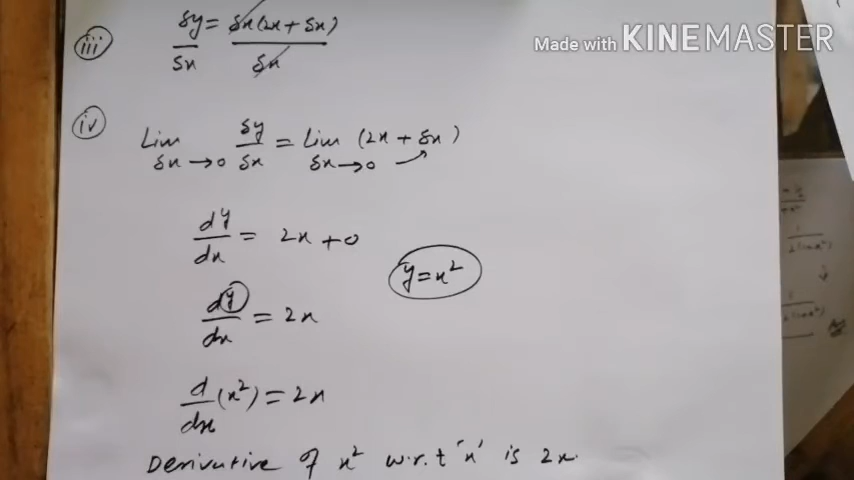 Made with KINEMASTER
(iii) δy/δx = δx(2x + δx)/δx
(iv) Lim δx→0 δy/δx = Lim δx→0 (2x + δx)
dy/dx = 2x + 0
y = x²
dy/dx = 2x
d/dx (x²) = 2x
Derivative of x² w.r.t 'x' is 2x.